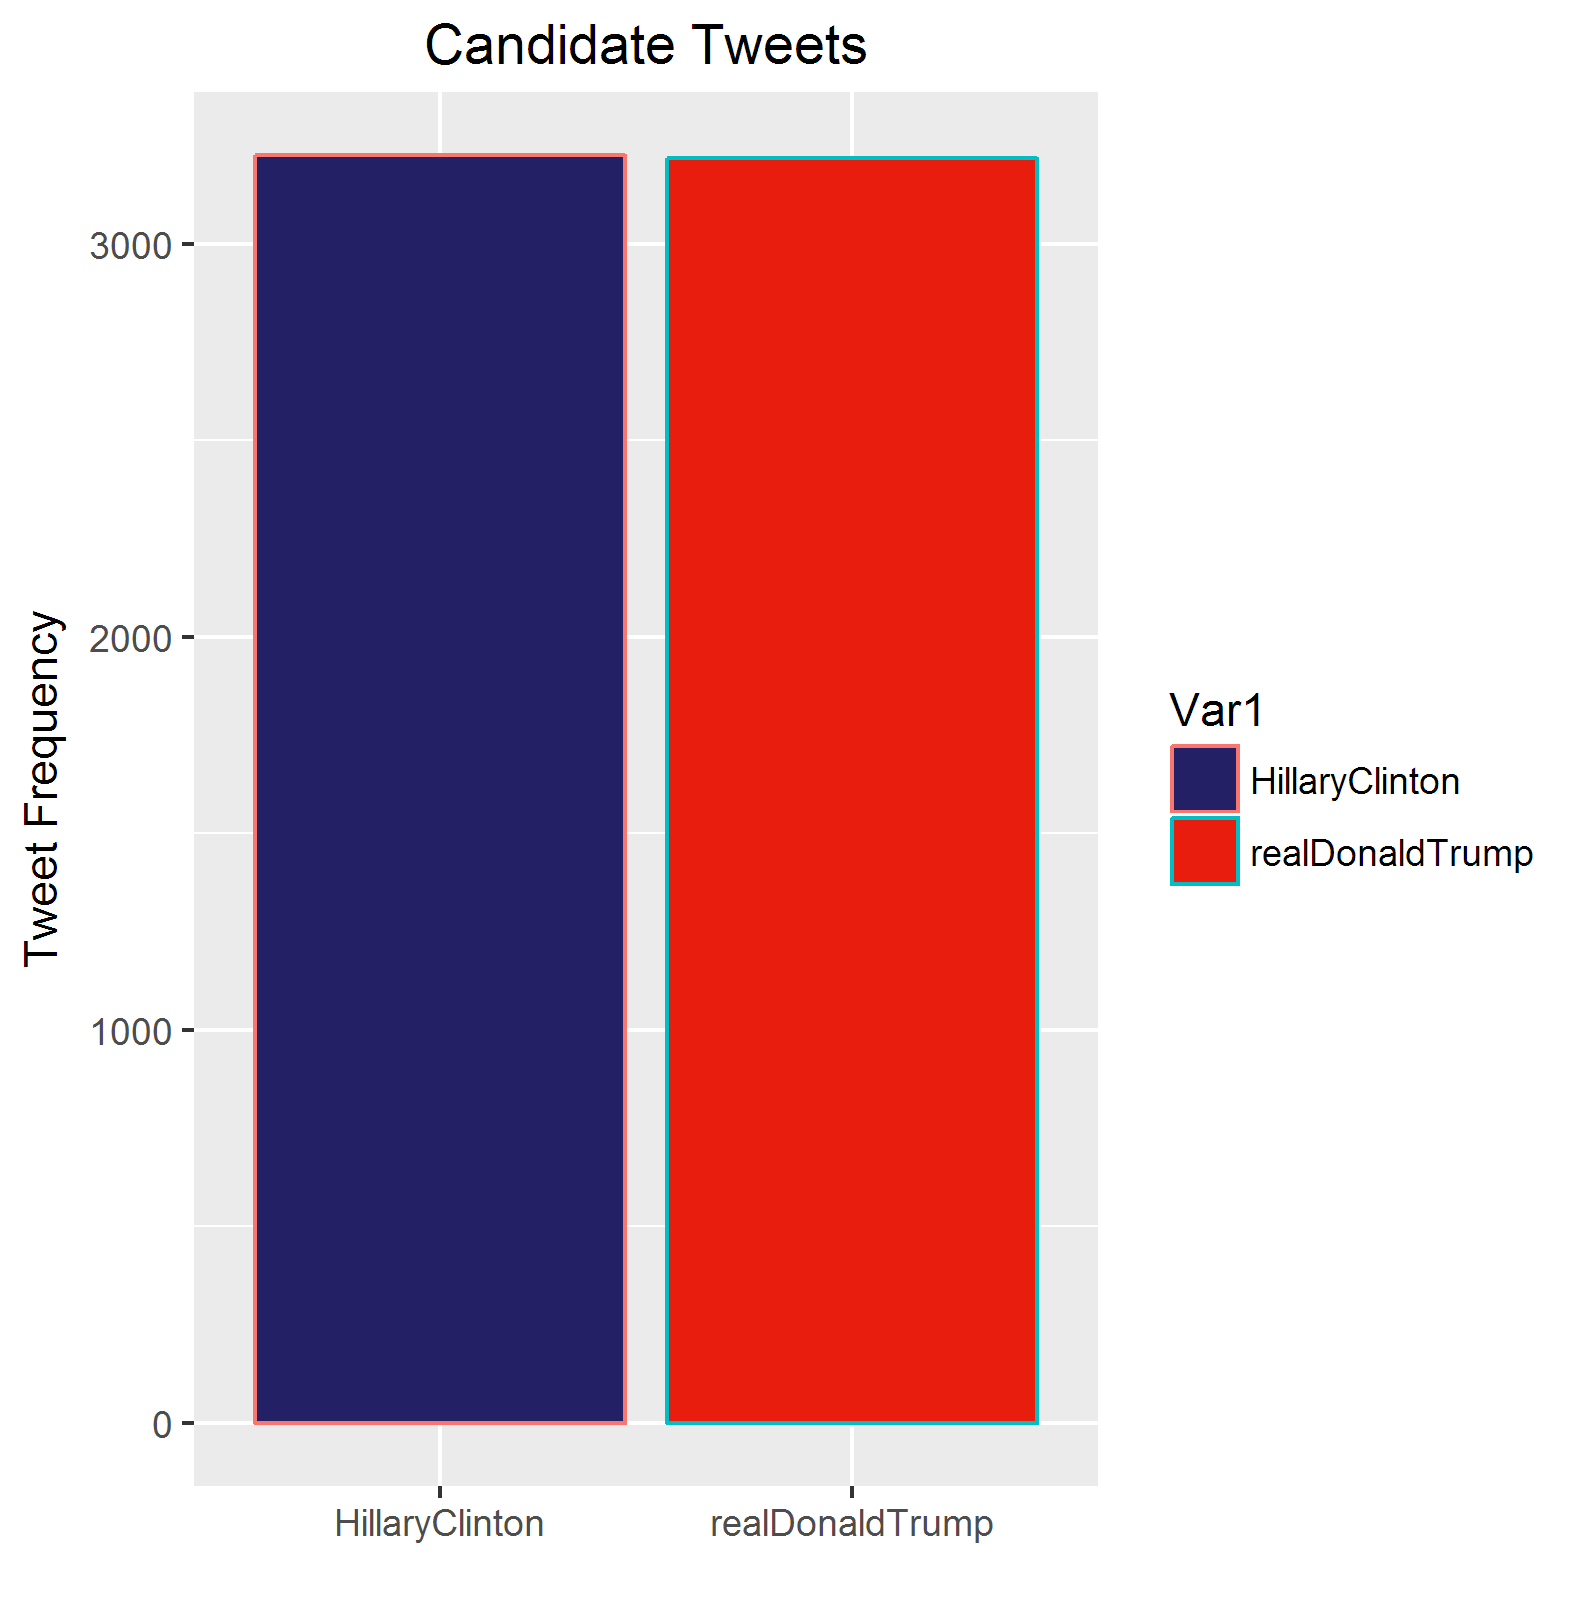 Candidate Tweets
Tweet Frequency
3000
2000
1000
0
HillaryClinton
realDonaldTrump
Var1
HillaryClinton
realDonaldTrump